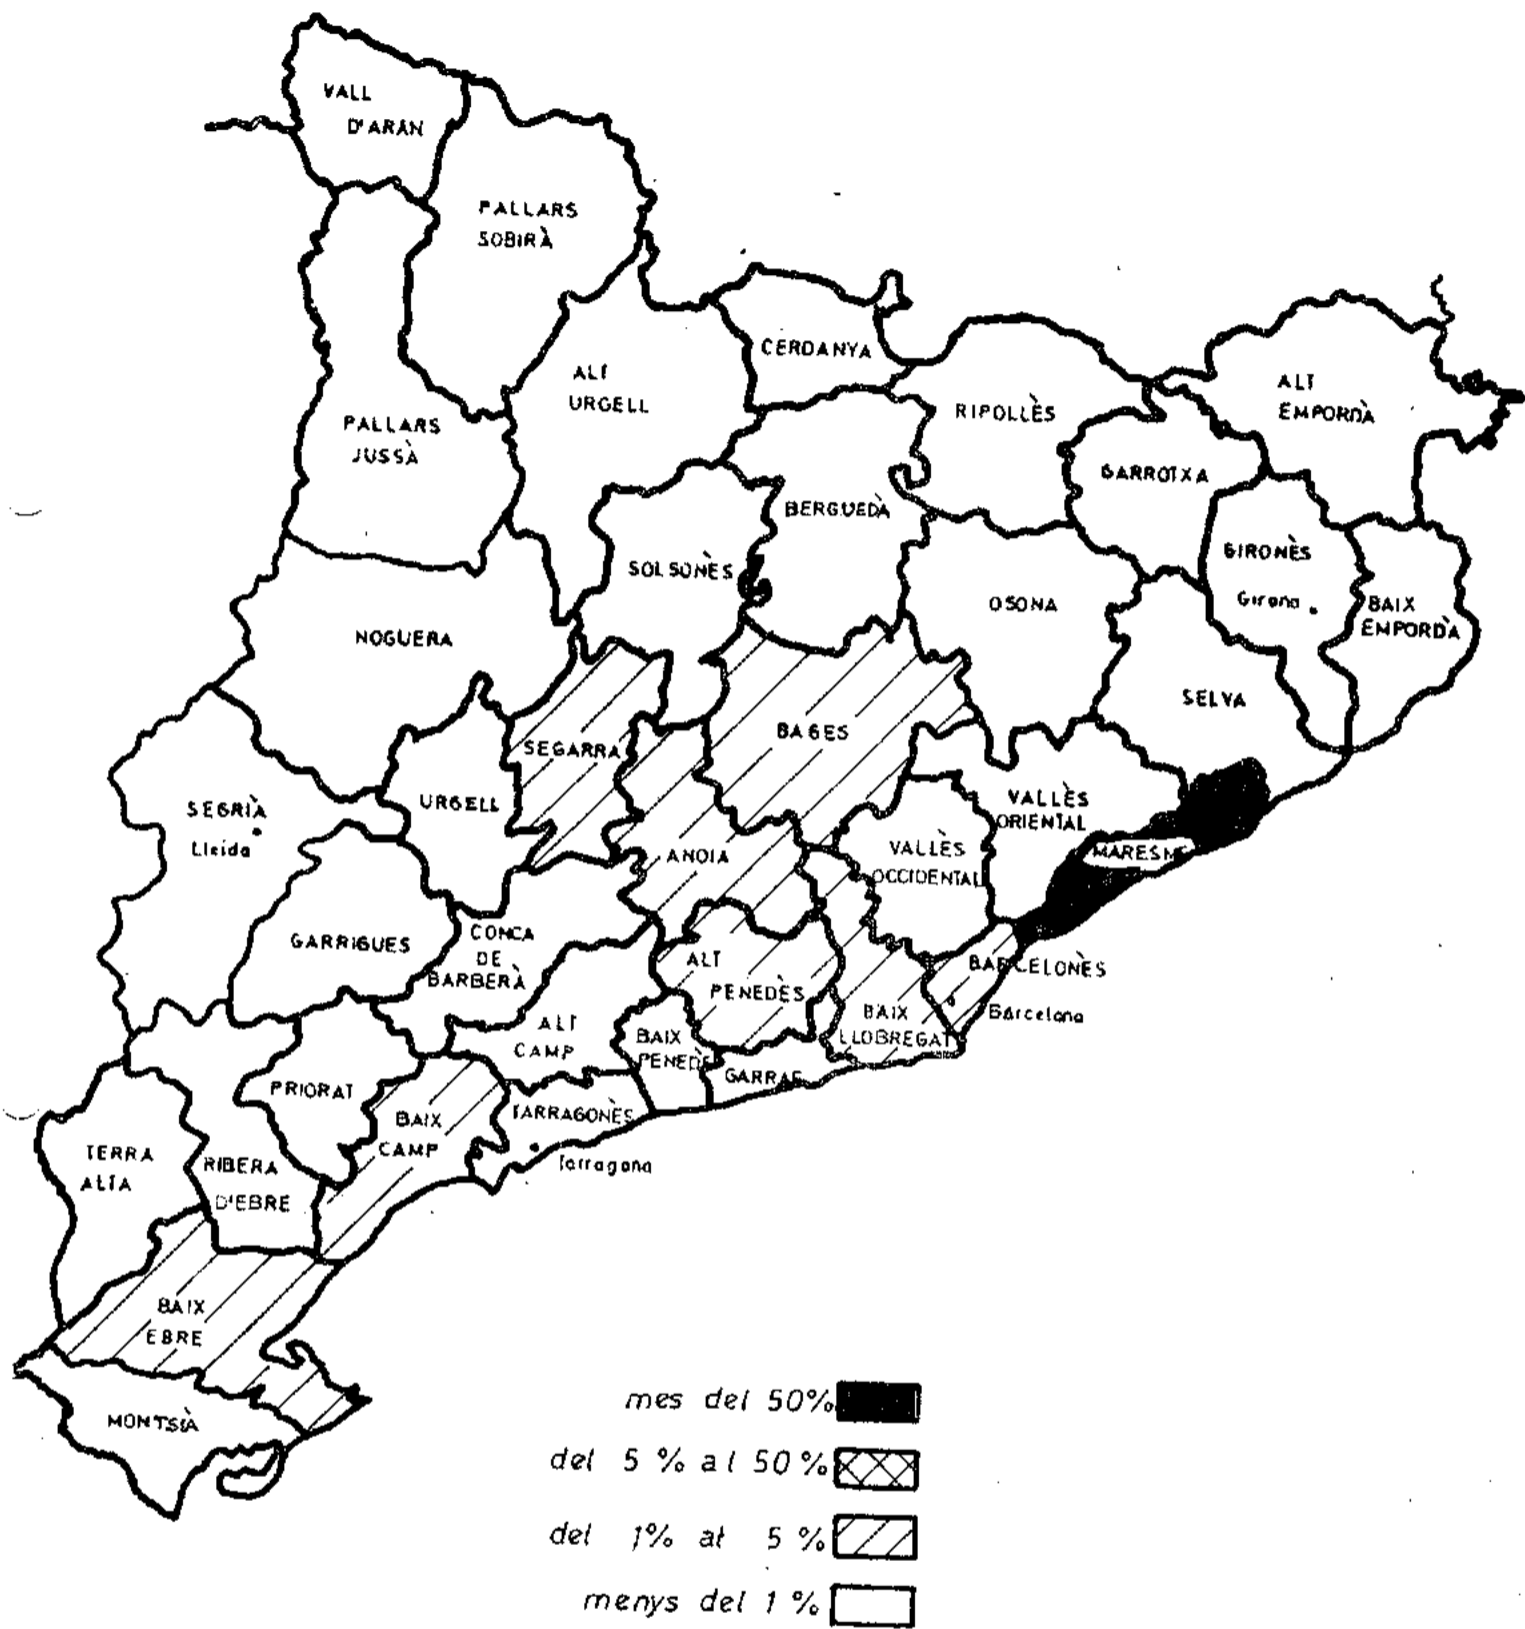 VALL
D'ARAN
PALLARS
SOBIRÀ
CERDANYA
ALT
URGELL
RIPOLLÈS
ALT
EMPORDÀ
PALLARS
JUSSÀ
GARROTXA
BERGUEDÀ
SOLSONÈS
GIRONÈS
Girona
OSONA
BAIX
EMPORDÀ
NOGUERA
SELVA
SEGARRA
BAGES
URGELL
VALLÈS
ORIENTAL
SEGRIÀ
Lleida
ANOIA
VALLÈS
OCCIDENTAL
MARESME
GARRIGUES
CONCA
DE
BARBERÀ
ALT
PENEDÈS
BARCELONÈS
Barcelona
BAIX
LLOBREGAT
ALT
CAMP
BAIX
PENEDÈS
GARRAF
PRIORAT
BAIX
CAMP
TARRAGONÈS
Tarragona
TERRA
ALTA
RIBERA
D'EBRE
BAIX
EBRE
MONTSIÀ
mes del 50%
del 5 % al 50 %
del 1% al 5 %
menys del 1 %